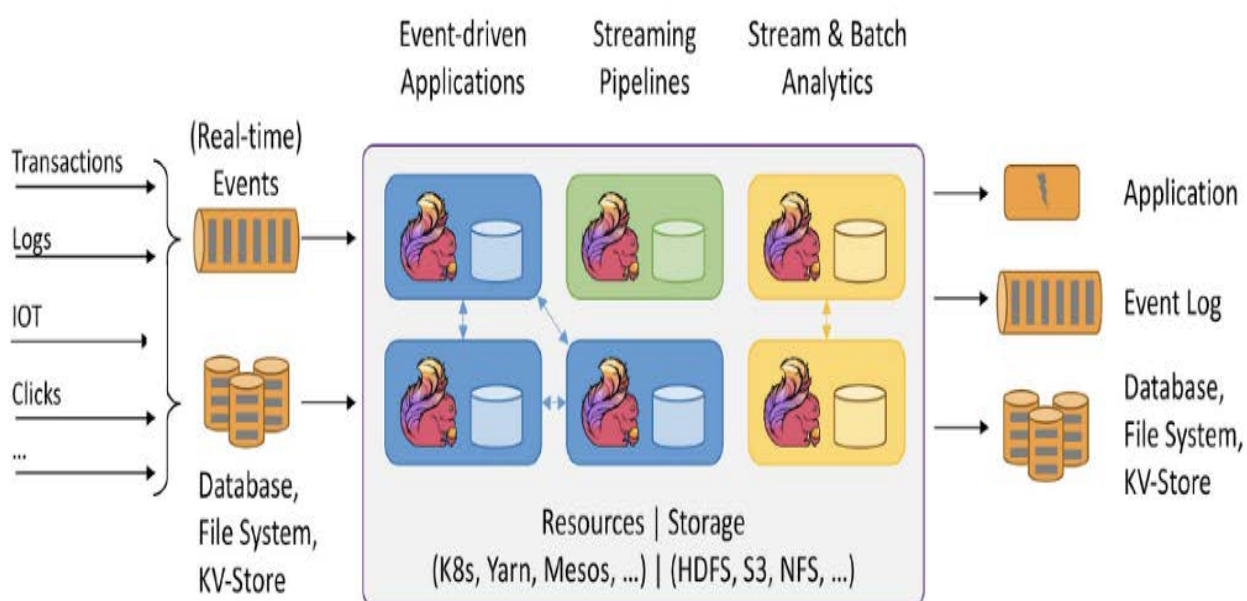 Event-driven
Applications
Streaming
Pipelines
Stream & Batch
Analytics
Transactions
Logs
IOT
Clicks
...
(Real-time)
Events
Database,
File System,
KV-Store
Resources | Storage
(K8s, Yarn, Mesos, ...) | (HDFS, S3, NFS, ...)
Application
Event Log
Database,
File System,
KV-Store